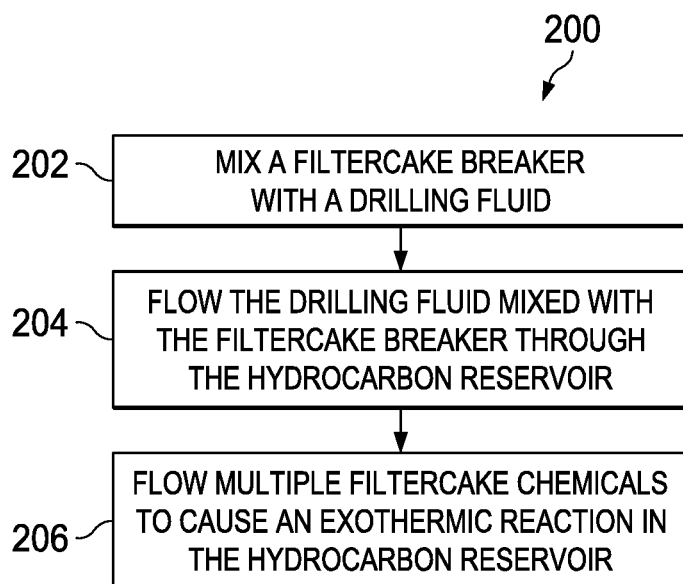 200
202
MIX A FILTERCAKE BREAKER
WITH A DRILLING FLUID
204
FLOW THE DRILLING FLUID MIXED WITH
THE FILTERCAKE BREAKER THROUGH
THE HYDROCARBON RESERVOIR
206
FLOW MULTIPLE FILTERCAKE CHEMICALS
TO CAUSE AN EXOTHERMIC REACTION IN
THE HYDROCARBON RESERVOIR